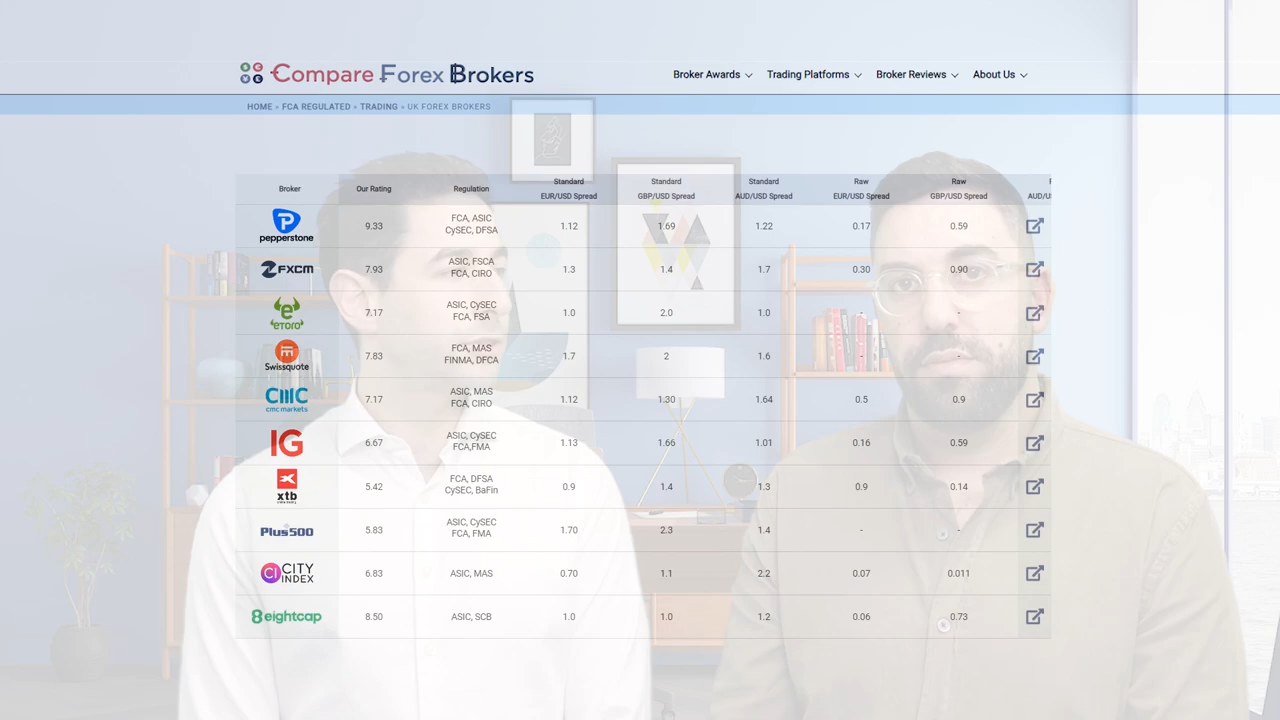 Compare Forex Brokers
Broker Awards Trading Platforms Broker Reviews About Us
HOME » FCA REGULATED » TRADING » UK FOREX BROKERS
Broker Our Rating Regulation Standard EUR/USD Spread Standard GBP/USD Spread Standard AUD/USD Spread Raw EUR/USD Spread Raw GBP/USD Spread
pepperstone 9.33 FCA, ASIC CySEC, DFSA 1.12 1.69 1.22 0.17 0.59
FXCM 7.93 ASIC, FSCA FCA, CIRO 1.3 1.4 1.7 0.30 0.90
eToro 7.17 ASIC, CySEC FCA, FSA 1.0 2.0 1.0 - -
Swissquote 7.83 FCA, MAS FINMA, DFCA 1.7 2 1.6 - -
CMC cmc markets 7.17 ASIC, MAS FCA, CIRO 1.12 1.30 1.64 0.5 0.9
IG 6.67 ASIC, CySEC FCA,FMA 1.13 1.66 1.01 0.16 0.59
xtb 5.42 FCA, DFSA CySEC, BaFin 0.9 1.4 1.3 0.9 0.14
Plus500 5.83 ASIC, CySEC FCA, FMA 1.70 2.3 1.4 - -
CI CITY INDEX 6.83 ASIC, MAS 0.70 1.1 2.2 0.07 0.011
8eightcap 8.50 ASIC, SCB 1.0 1.0 1.2 0.06 0.73